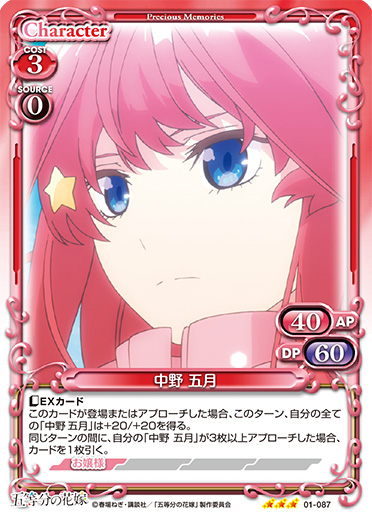 Precious Memories
Character
COST
3
SOURCE
0
40 AP
DP 60
中野 五月
EXカード
このカードが登場またはアプローチした場合、このターン、自分の全て
の「中野 五月」は+20/+20を得る。
同じターンの間に、自分の「中野 五月」が3枚以上アプローチした場合、
カードを1枚引く。
お嬢様
五等分の花嫁
©春場ねぎ・講談社／「五等分の花嫁」製作委員会
01-087